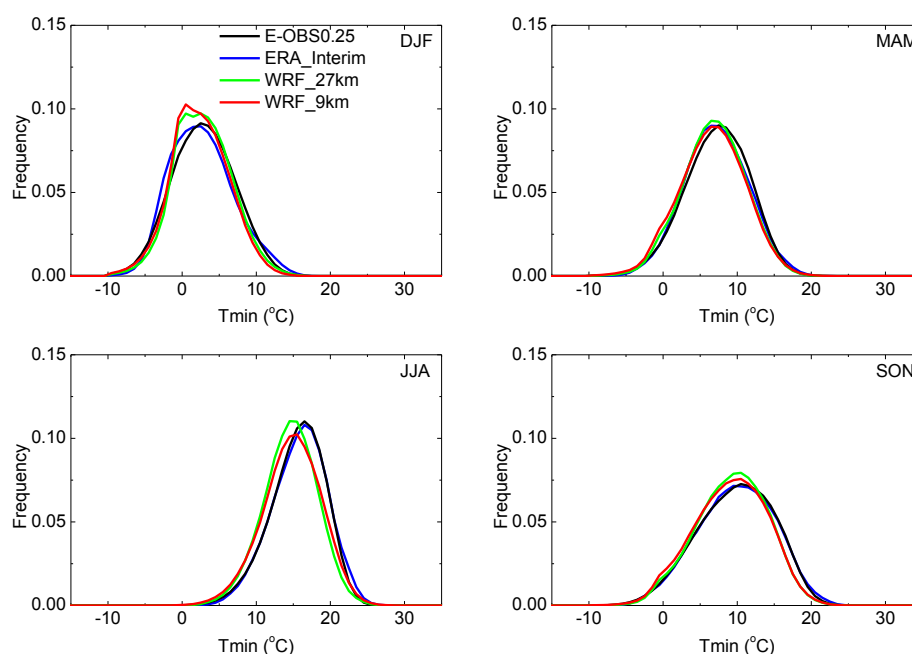 0.15
0.10
0.05
0.00
Frequency
-10 0 10 20 30
Tmin (°C)
DJF
E-OBS0.25
ERA_Interim
WRF_27km
WRF_9km
0.15
0.10
0.05
0.00
Frequency
-10 0 10 20 30
Tmin (°C)
MAM
0.15
0.10
0.05
0.00
Frequency
-10 0 10 20 30
Tmin (°C)
JJA
0.15
0.10
0.05
0.00
Frequency
-10 0 10 20 30
Tmin (°C)
SON